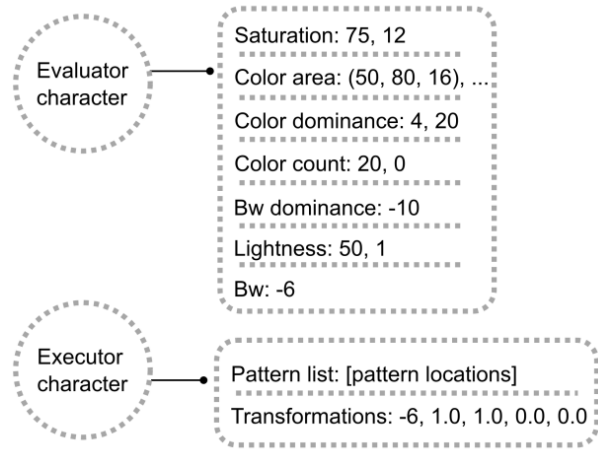 Evaluator
character
Saturation: 75, 12
Color area: (50, 80, 16), ...
Color dominance: 4, 20
Color count: 20, 0
Bw dominance: -10
Lightness: 50, 1
Bw: -6
Executor
character
Pattern list: [pattern locations]
Transformations: -6, 1.0, 1.0, 0.0, 0.0